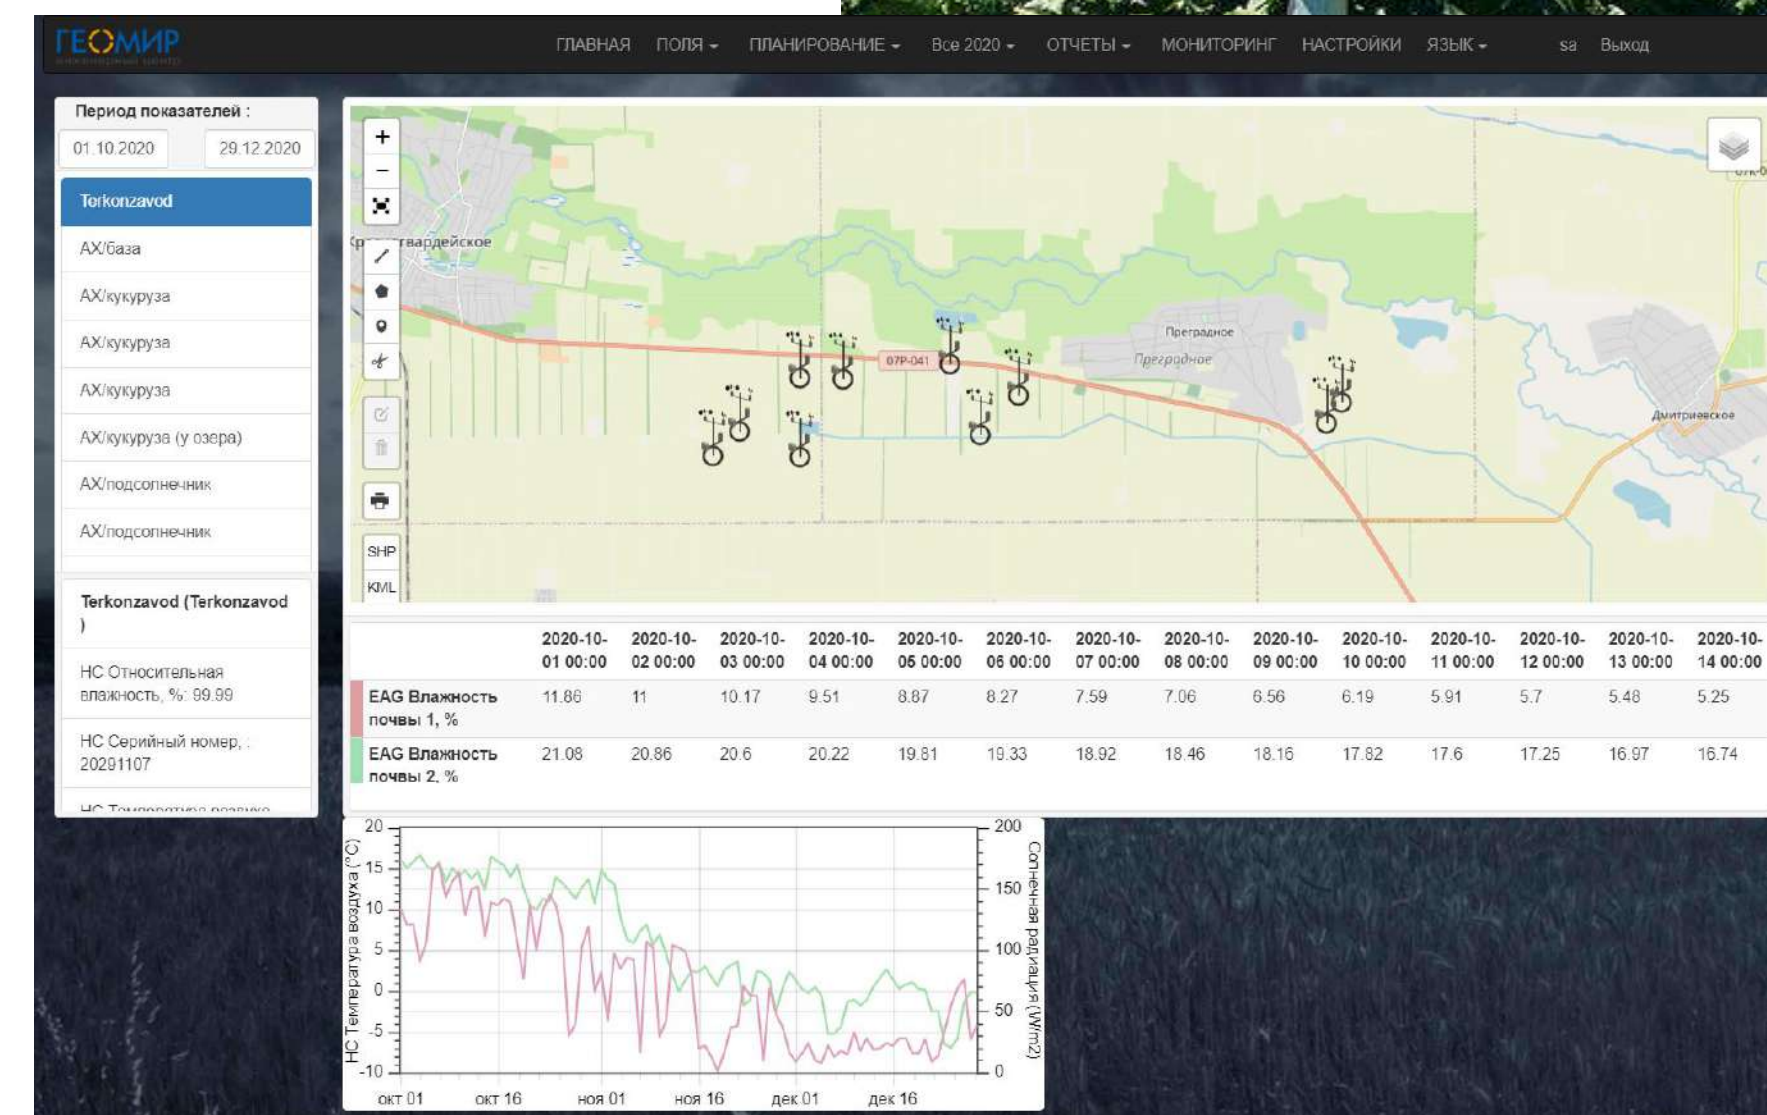 ГЕОМИР
инженерный центр
ГЛАВНАЯ ПОЛЯ ПЛАНИРОВАНИЕ Все 2020 ОТЧЕТЫ МОНИТОРИНГ НАСТРОЙКИ ЯЗЫК sa Выход
Период показателей :
01.10.2020 29.12.2020
Terkonzavod
АХ/база
АХ/кукуруза
АХ/кукуруза
АХ/кукуруза
АХ/кукуруза (у озера)
АХ/подсолнечник
АХ/подсолнечник
Terkonzavod (Terkonzavod
)
HC Относительная
влажность, %: 99.99
HC Серийный номер, :
20291107
HC Температура воздуха
+
−
SHP
KML
07Р-041
Преградное
Преградное
Дмитриевское
2020-10- 2020-10- 2020-10- 2020-10- 2020-10- 2020-10- 2020-10- 2020-10- 2020-10- 2020-10- 2020-10- 2020-10- 2020-10- 2020-10-
01 00:00 02 00:00 03 00:00 04 00:00 05 00:00 06 00:00 07 00:00 08 00:00 09 00:00 10 00:00 11 00:00 12 00:00 13 00:00 14 00:00
EAG Влажность 11.86 11 10.17 9.51 8.87 8.27 7.59 7.06 6.56 6.19 5.91 5.7 5.48 5.25
почвы 1, %
EAG Влажность 21.08 20.86 20.6 20.22 19.81 19.33 18.92 18.46 18.16 17.82 17.6 17.25 16.97 16.74
почвы 2, %
HC Температура воздуха (°C)
20
15
10
5
0
-5
-10
200
150
100
50
0
Солнечная радиация (W/m2)
окт 01 окт 16 ноя 01 ноя 16 дек 01 дек 16